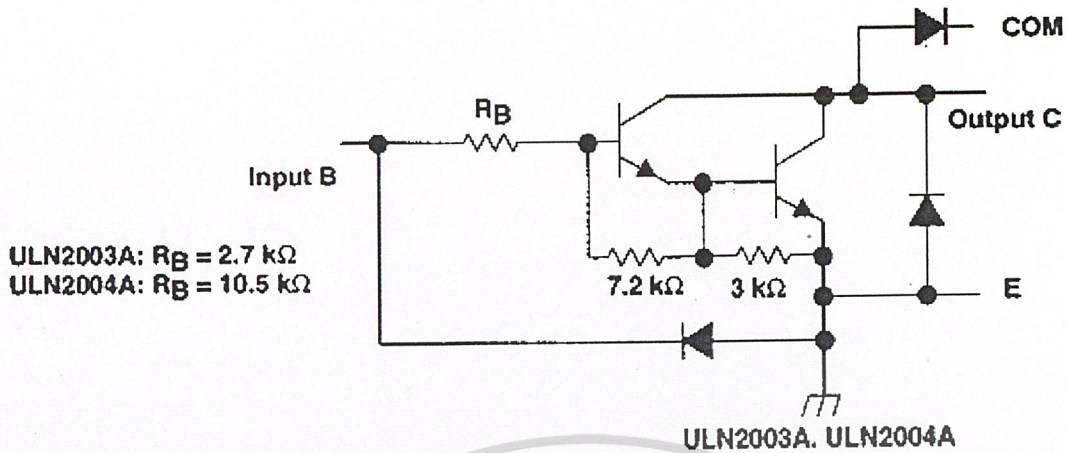 COM
Output C
RB
Input B
ULN2003A: RB = 2.7 kΩ
ULN2004A: RB = 10.5 kΩ
7.2 kΩ
3 kΩ
E
ULN2003A. ULN2004A